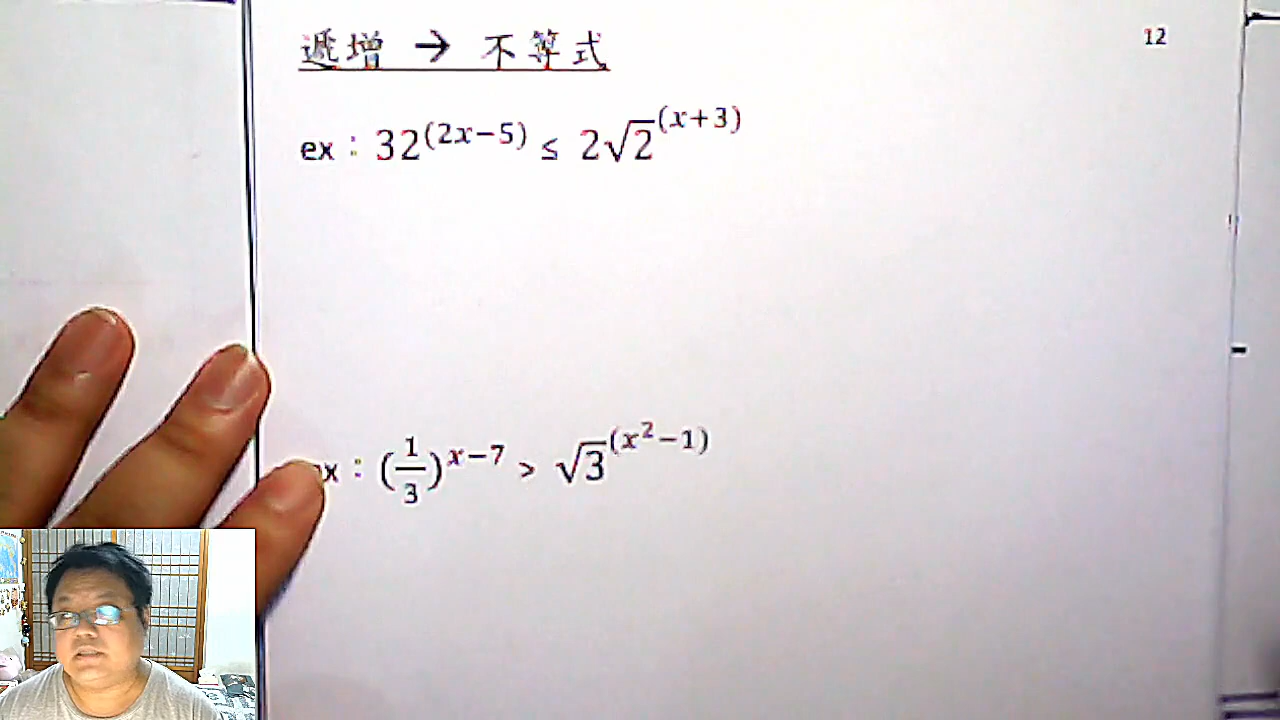 遞增 → 不等式
12
ex：32^(2x−5) ≤ 2√2^(x+3)
ex：(1/3)^x−7 > √3^(x²−1)